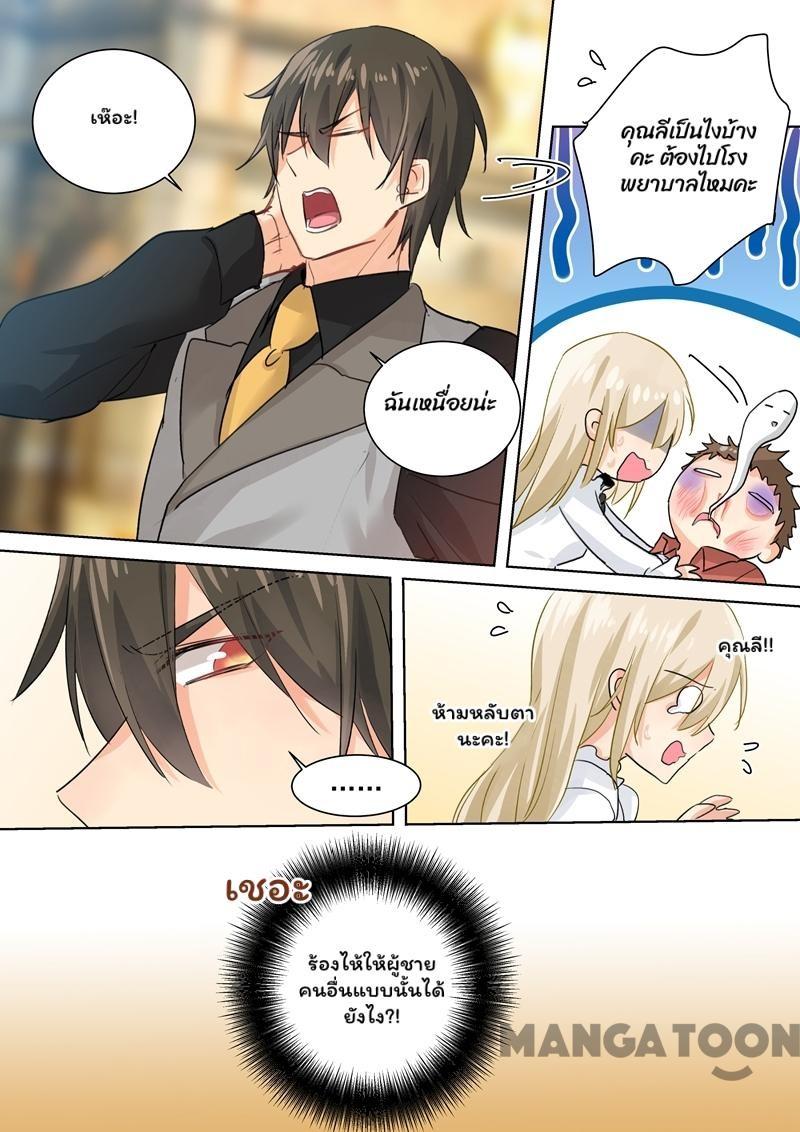 เห๊อะ!
ฉันเหนื่อยน่ะ
คุณลีเป็นไงบ้าง
คะ ต้องไปโรง
พยาบาลไหมคะ
......
คุณลี!!
ห้ามหลับตา
นะคะ!
เชอะ
ร้องไห้ให้ผู้ชาย
คนอื่นแบบนั้นได้
ยังไง?!
MANGATOON